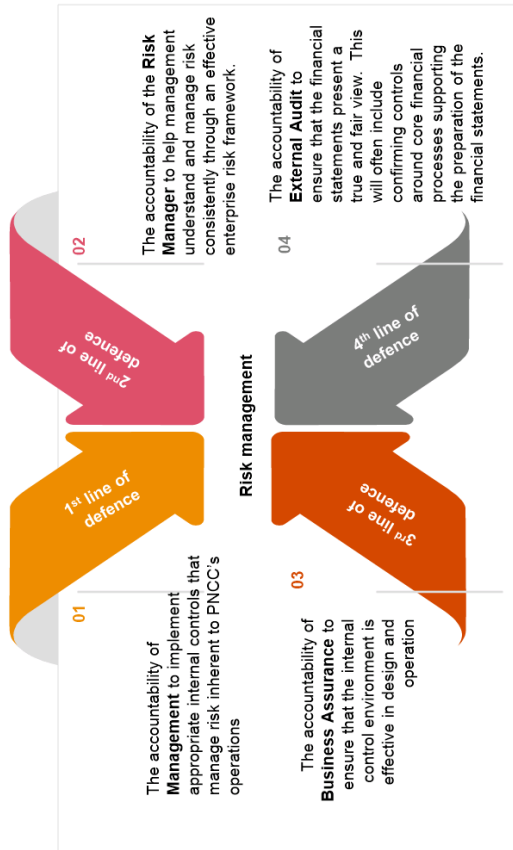 01
The accountability of
Management to implement
appropriate internal controls that
manage risk inherent to PNCC's
operations
1st line of
defence
2nd line of
defence
02
The accountability of the Risk
Manager to help management
understand and manage risk
consistently through an effective
enterprise risk framework.
Risk management
03
The accountability of
Business Assurance to
ensure that the internal
control environment is
effective in design and
operation
3rd line of
defence
4th line of
defence
04
The accountability of
External Audit to
ensure that the financial
statements present a
true and fair view. This
will often include
confirming controls
around core financial
processes supporting
the preparation of the
financial statements.